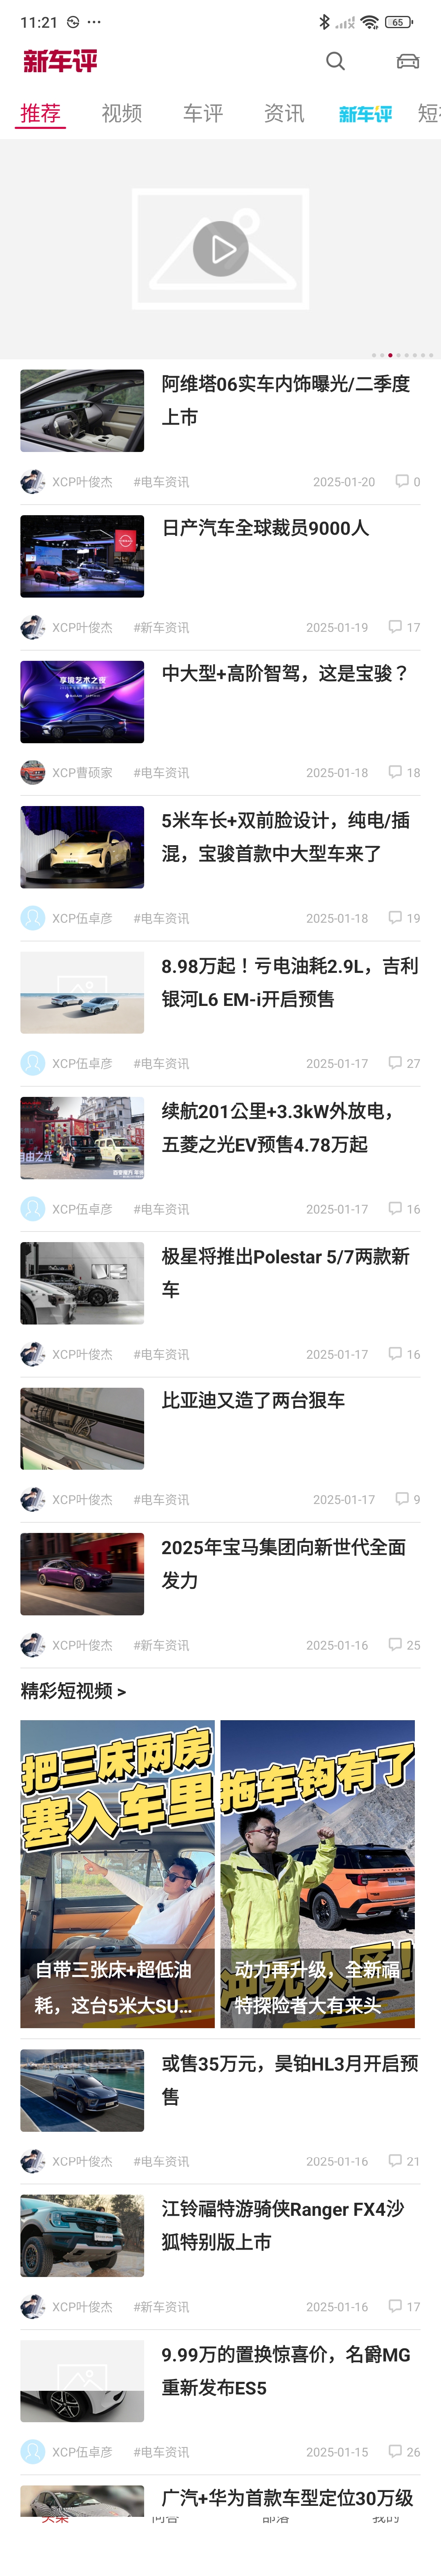 11:21
65
新车评
推荐 视频 车评 资讯 新车评
阿维塔06实车内饰曝光/二季度
上市
XCP叶俊杰 #电车资讯 2025-01-20 0
日产汽车全球裁员9000人
XCP叶俊杰 #新车资讯 2025-01-19 17
享境艺术之夜
中大型+高阶智驾，这是宝骏？
XCP曹硕家 #电车资讯 2025-01-18 18
5米车长+双前脸设计，纯电/插
混，宝骏首款中大型车来了
XCP伍卓彦 #电车资讯 2025-01-18 19
8.98万起！亏电油耗2.9L，吉利
银河L6 EM-i开启预售
XCP伍卓彦 #电车资讯 2025-01-17 27
续航201公里+3.3kW外放电，
五菱之光EV预售4.78万起
自由之光
XCP伍卓彦 #电车资讯 2025-01-17 16
极星将推出Polestar 5/7两款新
车
XCP叶俊杰 #电车资讯 2025-01-17 16
比亚迪又造了两台狠车
XCP叶俊杰 #电车资讯 2025-01-17 9
2025年宝马集团向新世代全面
发力
XCP叶俊杰 #新车资讯 2025-01-16 25
精彩短视频 >
把三床两房
塞入车里
自带三张床+超低油
耗，这台5米大SU...
拖车钩有了
动力再升级，全新福
特探险者大有来头
或售35万元，昊铂HL3月开启预
售
XCP叶俊杰 #电车资讯 2025-01-16 21
江铃福特游骑侠Ranger FX4沙
狐特别版上市
XCP叶俊杰 #新车资讯 2025-01-16 17
9.99万的置换惊喜价，名爵MG
重新发布ES5
XCP伍卓彦 #电车资讯 2025-01-15 26
广汽+华为首款车型定位30万级